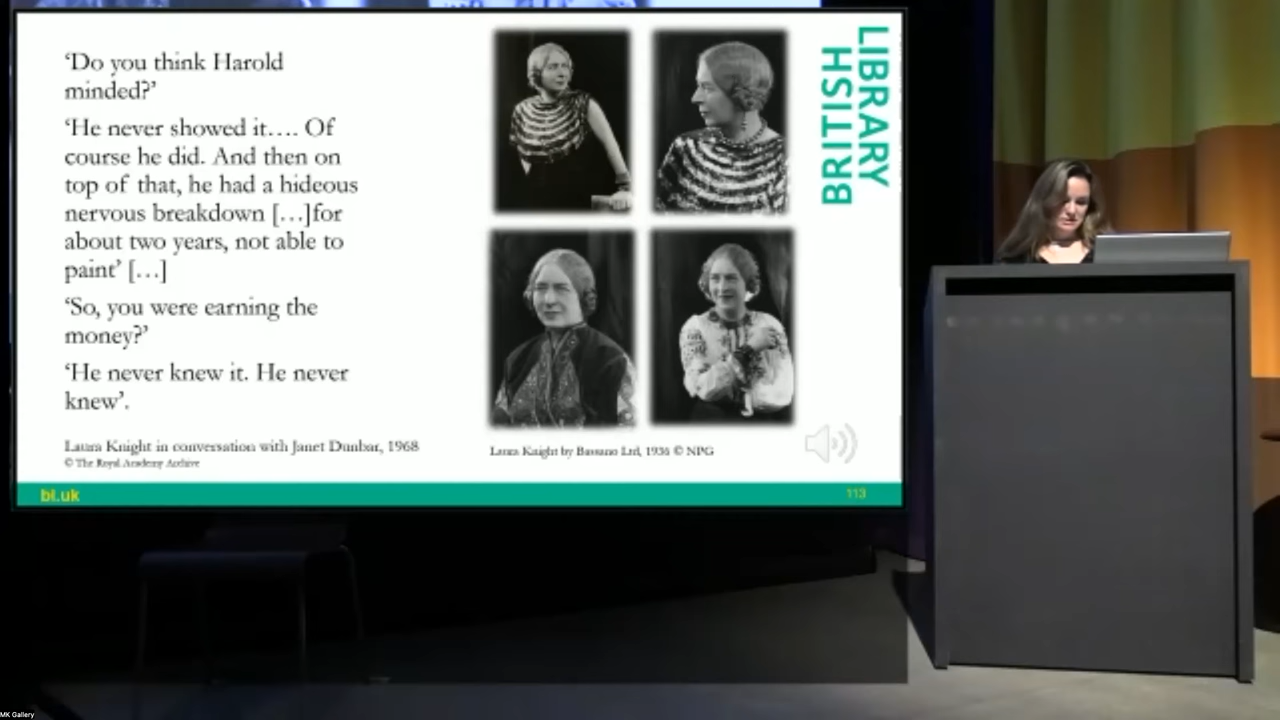 ‘Do you think Harold
minded?’
‘He never showed it…. Of
course he did. And then on
top of that, he had a hideous
nervous breakdown […]for
about two years, not able to
paint’ […]
‘So, you were earning the
money?’
‘He never knew it. He never
knew’.
Laura Knight in conversation with Janet Dunbar, 1968
© The Royal Academy Archive
Laura Knight by Bassano Ltd, 1936 © NPG
LIBRARY
BRITISH
bl.uk
113
MK Gallery